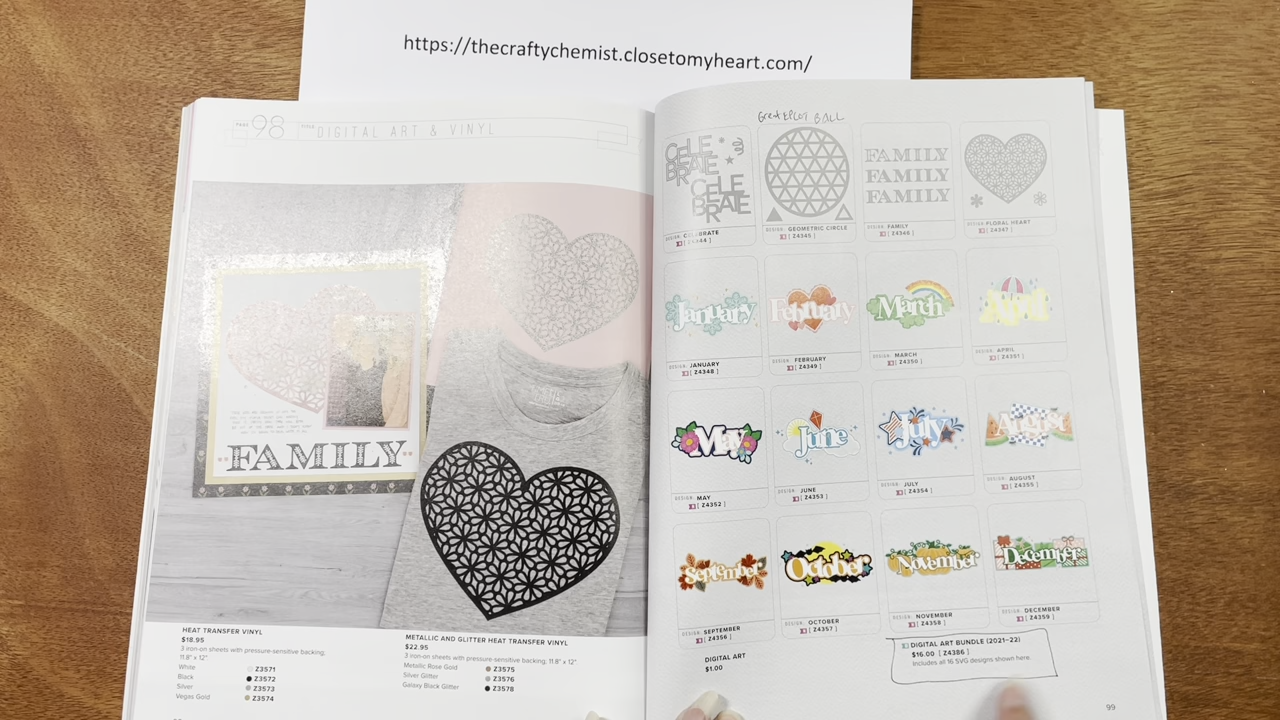 https://thecraftychemist.closetomyheart.com/
PAGE 98 TITLE DIGITAL ART & VINYL
FAMILY
HEAT TRANSFER VINYL
$18.95
3 iron-on sheets with pressure-sensitive backing;
11.8" x 12"
White Z3571
Black Z3572
Silver Z3573
Vegas Gold Z3574
METALLIC AND GLITTER HEAT TRANSFER VINYL
$22.95
3 iron-on sheets with pressure-sensitive backing; 11.8" x 12"
Metallic Rose Gold Z3575
Silver Glitter Z3576
Galaxy Black Glitter Z3578
Great EPCOT BALL
CELE
BRATE
CELE
BRATE
DESIGN: CELEBRATE
FAMILY
FAMILY
FAMILY
DESIGN: GEOMETRIC CIRCLE
[ Z4345 ]
DESIGN: FAMILY
[ Z4346 ]
DESIGN: FLORAL HEART
[ Z4347 ]
January
February
March
April
DESIGN: JANUARY
[ Z4348 ]
DESIGN: FEBRUARY
[ Z4349 ]
DESIGN: MARCH
[ Z4350 ]
DESIGN: APRIL
[ Z4351 ]
May
June
July
August
DESIGN: MAY
[ Z4352 ]
DESIGN: JUNE
[ Z4353 ]
DESIGN: JULY
[ Z4354 ]
DESIGN: AUGUST
[ Z4355 ]
September
October
November
December
DESIGN: SEPTEMBER
[ Z4356 ]
DESIGN: OCTOBER
[ Z4357 ]
DESIGN: NOVEMBER
[ Z4358 ]
DESIGN: DECEMBER
[ Z4359 ]
DIGITAL ART
$1.00
DIGITAL ART BUNDLE (2021–22)
$16.00 [ Z4386 ]
Includes all 16 SVG designs shown here.
99